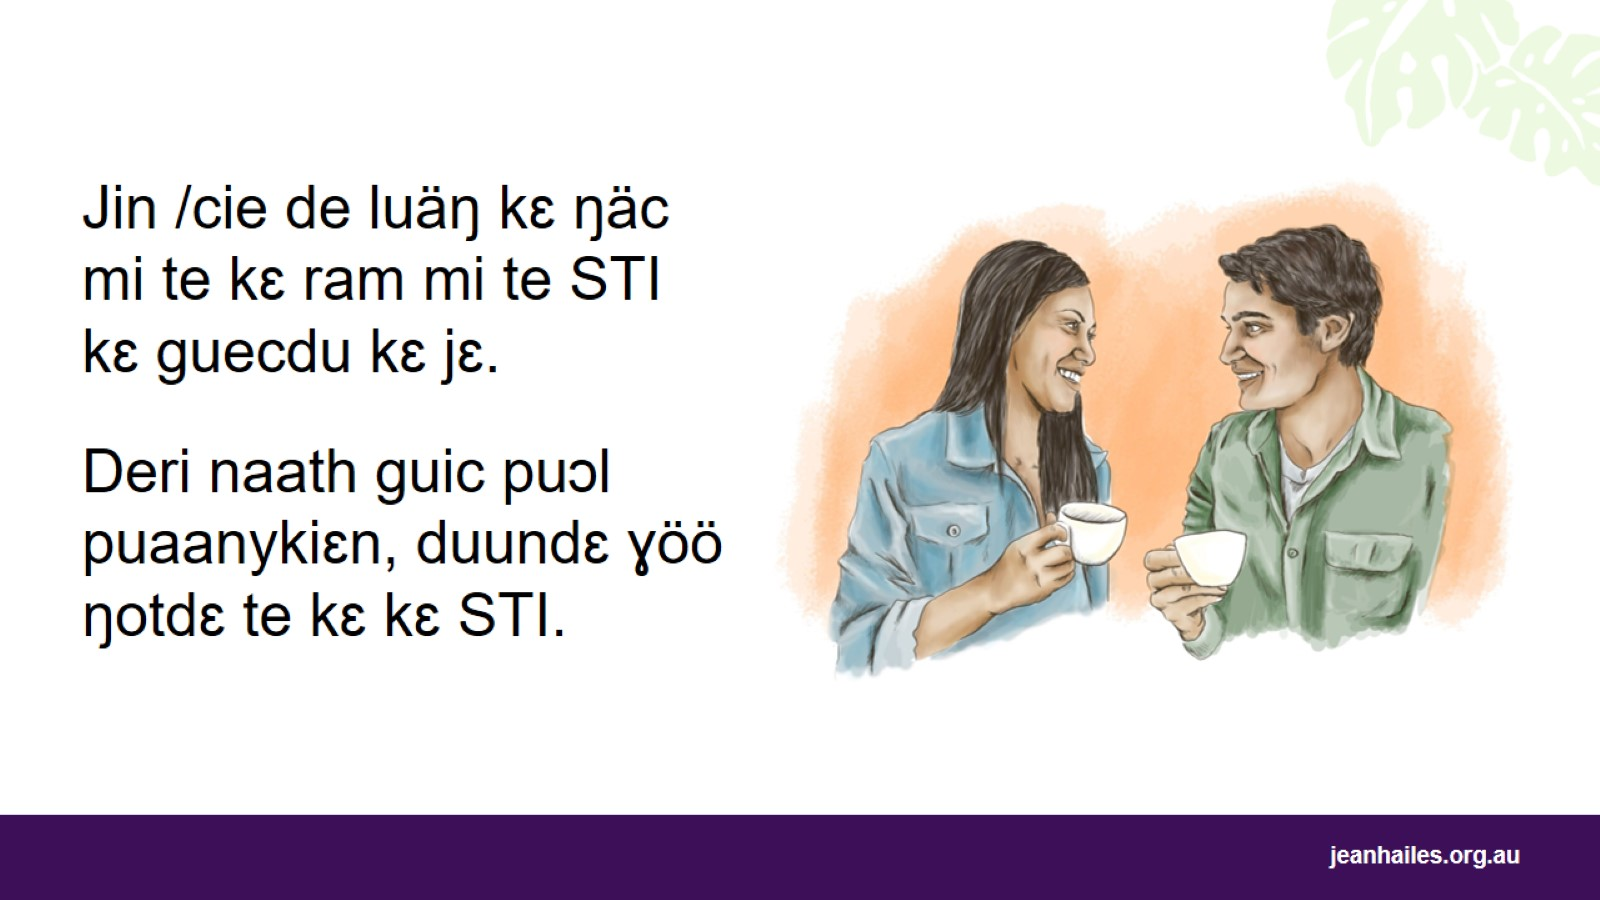 Jin /cie de luäŋ kɛ ŋäc
mi te kɛ ram mi te STI
kɛ guecdu kɛ jɛ.
Deri naath guic puɔl
puaanykiɛn, duundɛ ɣöö
ŋotdɛ te kɛ kɛ STI.
jeanhailes.org.au